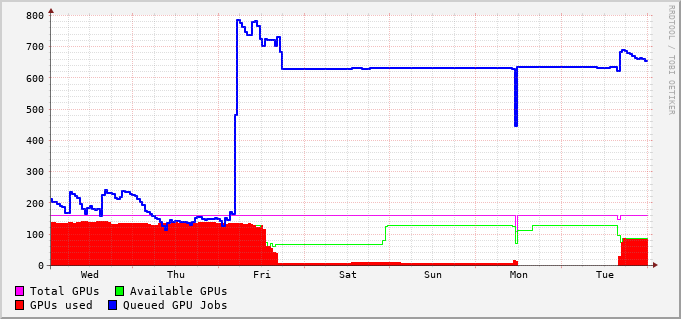 800
700
600
500
400
300
200
100
0
Wed Thu Fri Sat Sun Mon Tue
Total GPUs Available GPUs
GPUs used Queued GPU Jobs
RRDTOOL / TOBI OETIKER